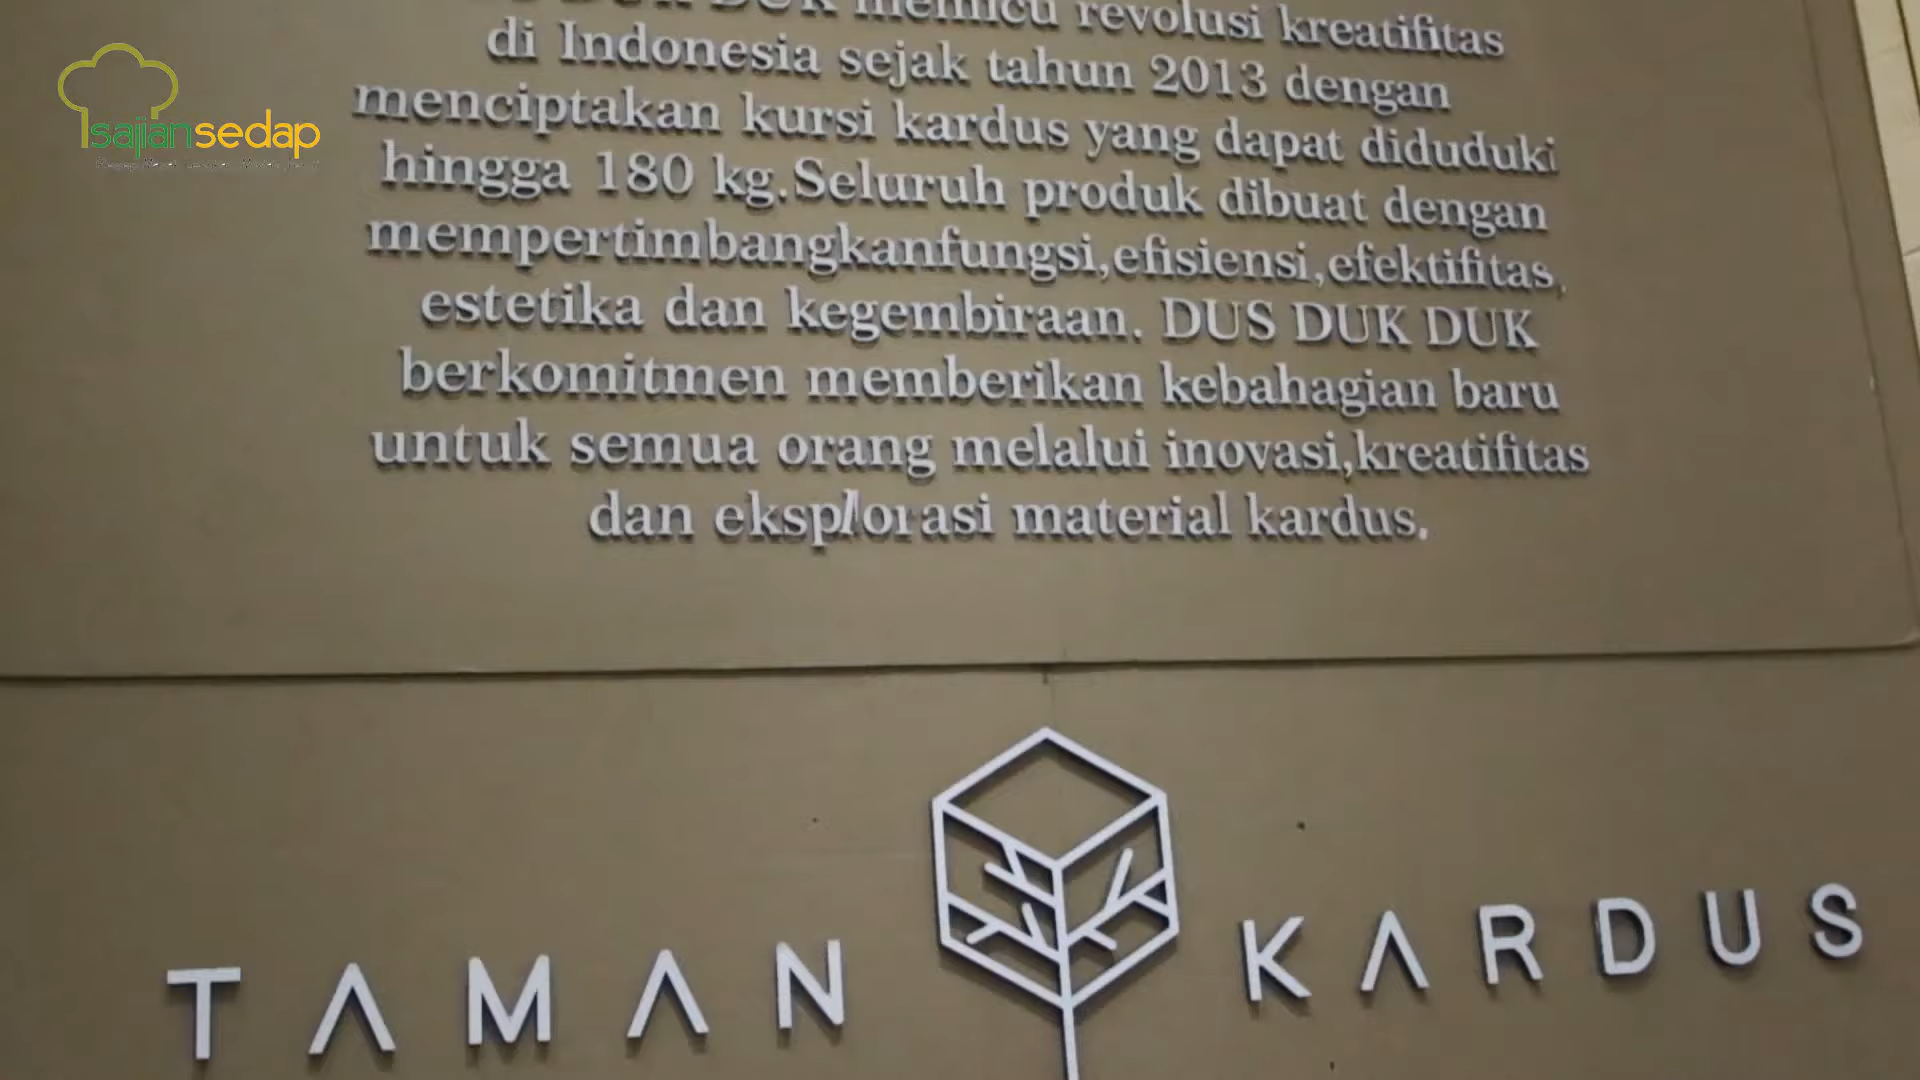 DUK DUK memicu revolusi kreatifitas
di Indonesia sejak tahun 2013 dengan
menciptakan kursi kardus yang dapat diduduki
hingga 180 kg.Seluruh produk dibuat dengan
mempertimbangkanfungsi,efisiensi,efektifitas,
estetika dan kegembiraan. DUS DUK DUK
berkomitmen memberikan kebahagian baru
untuk semua orang melalui inovasi,kreatifitas
dan eksplorasi material kardus.
TAMAN KARDUS
sajiansedap